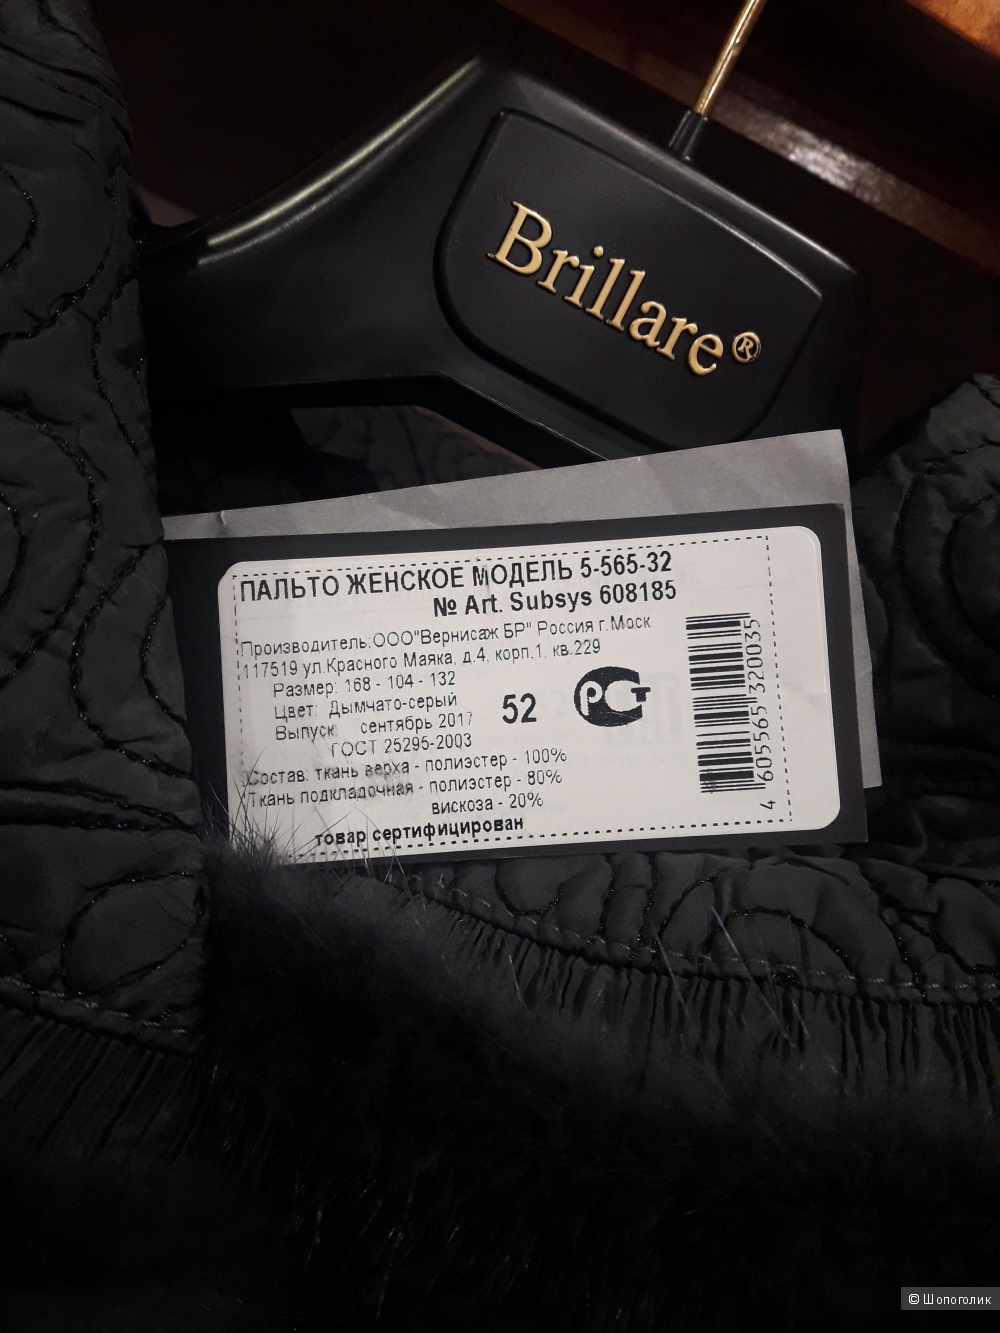 Brillare®
ПАЛЬТО ЖЕНСКОЕ МОДЕЛЬ 5-565-32
№ Art. Subsys 608185
Производитель:ООО"Вернисаж БР" Россия г.Моск
117519 ул.Красного Маяка, д.4, корп.1, кв.229
Размер: 168 - 104 - 132
Цвет: Дымчато-серый
Выпуск: сентябрь 2017
52
РСТ
ГОСТ 25295-2003
Состав: ткань верха - полиэстер - 100%
Ткань подкладочная - полиэстер - 80%
вискоза - 20%
товар сертифицирован
4 605565 320035
© Шопоголик